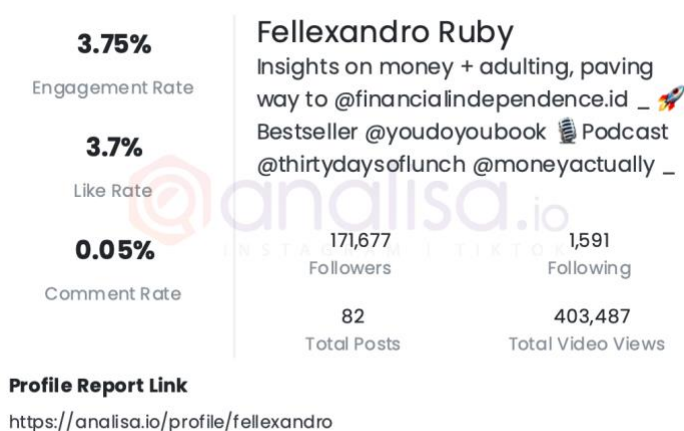 3.75%
Engagement Rate
3.7%
Like Rate
0.05%
Comment Rate
Fellexandro Ruby
Insights on money + adulting, paving
way to @financialindependence.id _ 🚀
Bestseller @youdoyoubook 🎙️ Podcast
@thirtydaysoflunch @moneyactually _
analisa.io
INSTAGRAM | TIKTOK
171,677
Followers
1,591
Following
82
Total Posts
403,487
Total Video Views
Profile Report Link
https://analisa.io/profile/fellexandro